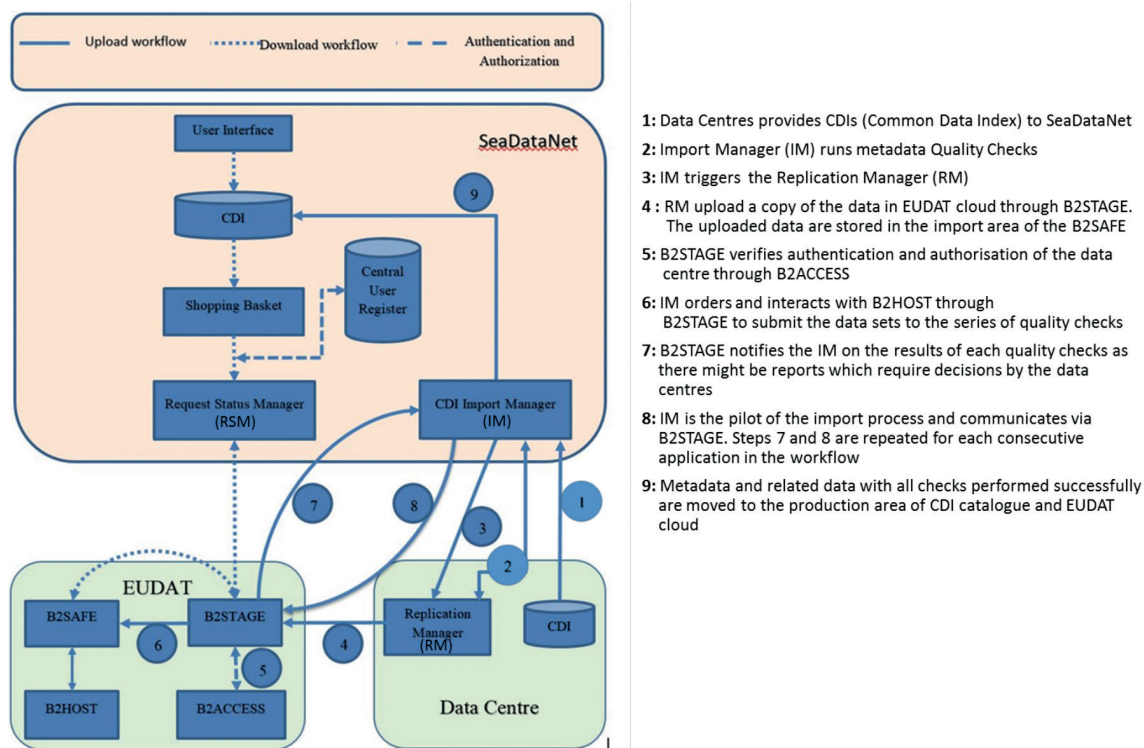 Upload workflow
Download workflow
Authentication and
Authorization
User Interface
SeaDataNet
9
CDI
Central
User
Register
Shopping Basket
Request Status Manager
(RSM)
CDI Import Manager
(IM)
7
8
3
1
2
EUDAT
B2SAFE
B2STAGE
Replication
Manager
(RM)
CDI
6
4
5
B2HOST
B2ACCESS
Data Centre
1: Data Centres provides CDIs (Common Data Index) to SeaDataNet
2: Import Manager (IM) runs metadata Quality Checks
3: IM triggers the Replication Manager (RM)
4 : RM upload a copy of the data in EUDAT cloud through B2STAGE.
The uploaded data are stored in the import area of the B2SAFE
5: B2STAGE verifies authentication and authorisation of the data
centre through B2ACCESS
6: IM orders and interacts with B2HOST through
B2STAGE to submit the data sets to the series of quality checks
7: B2STAGE notifies the IM on the results of each quality checks as
there might be reports which require decisions by the data
centres
8: IM is the pilot of the import process and communicates via
B2STAGE. Steps 7 and 8 are repeated for each consecutive
application in the workflow
9: Metadata and related data with all checks performed successfully
are moved to the production area of CDI catalogue and EUDAT
cloud